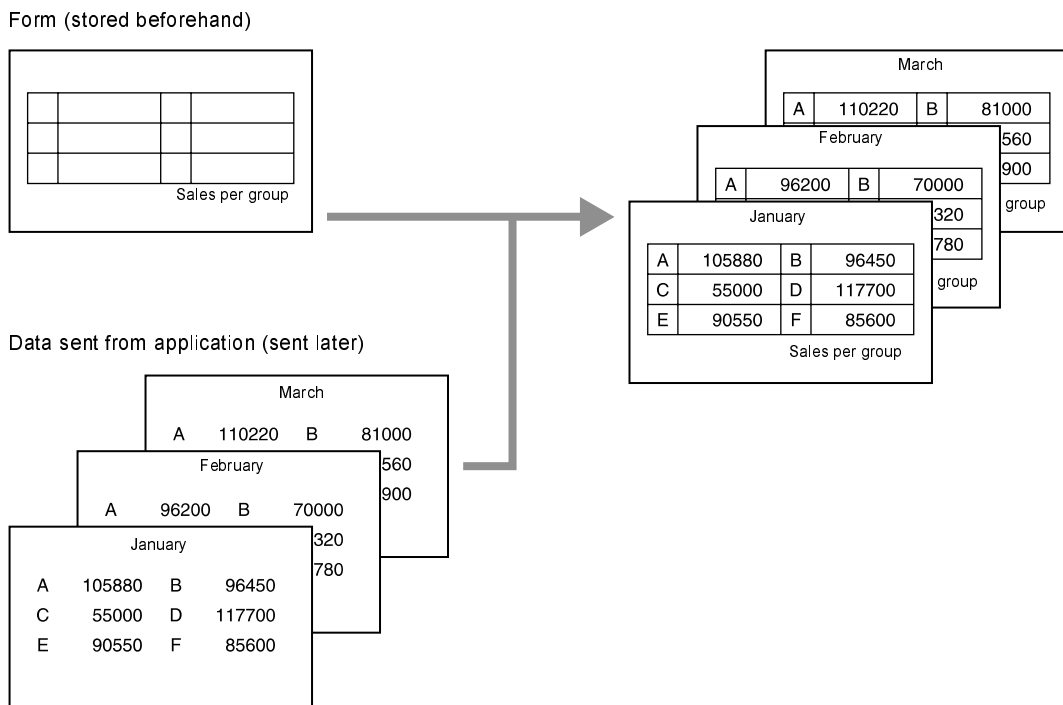 Form (stored beforehand)
Sales per group
Data sent from application (sent later)
March
A 110220 B 81000
560
900
February
A 96200 B 70000
320
780
January
A 105880 B 96450
C 55000 D 117700
E 90550 F 85600
March
A 110220 B 81000
560
900
group
February
A 96200 B 70000
320
780
group
January
A 105880 B 96450
C 55000 D 117700
E 90550 F 85600
Sales per group